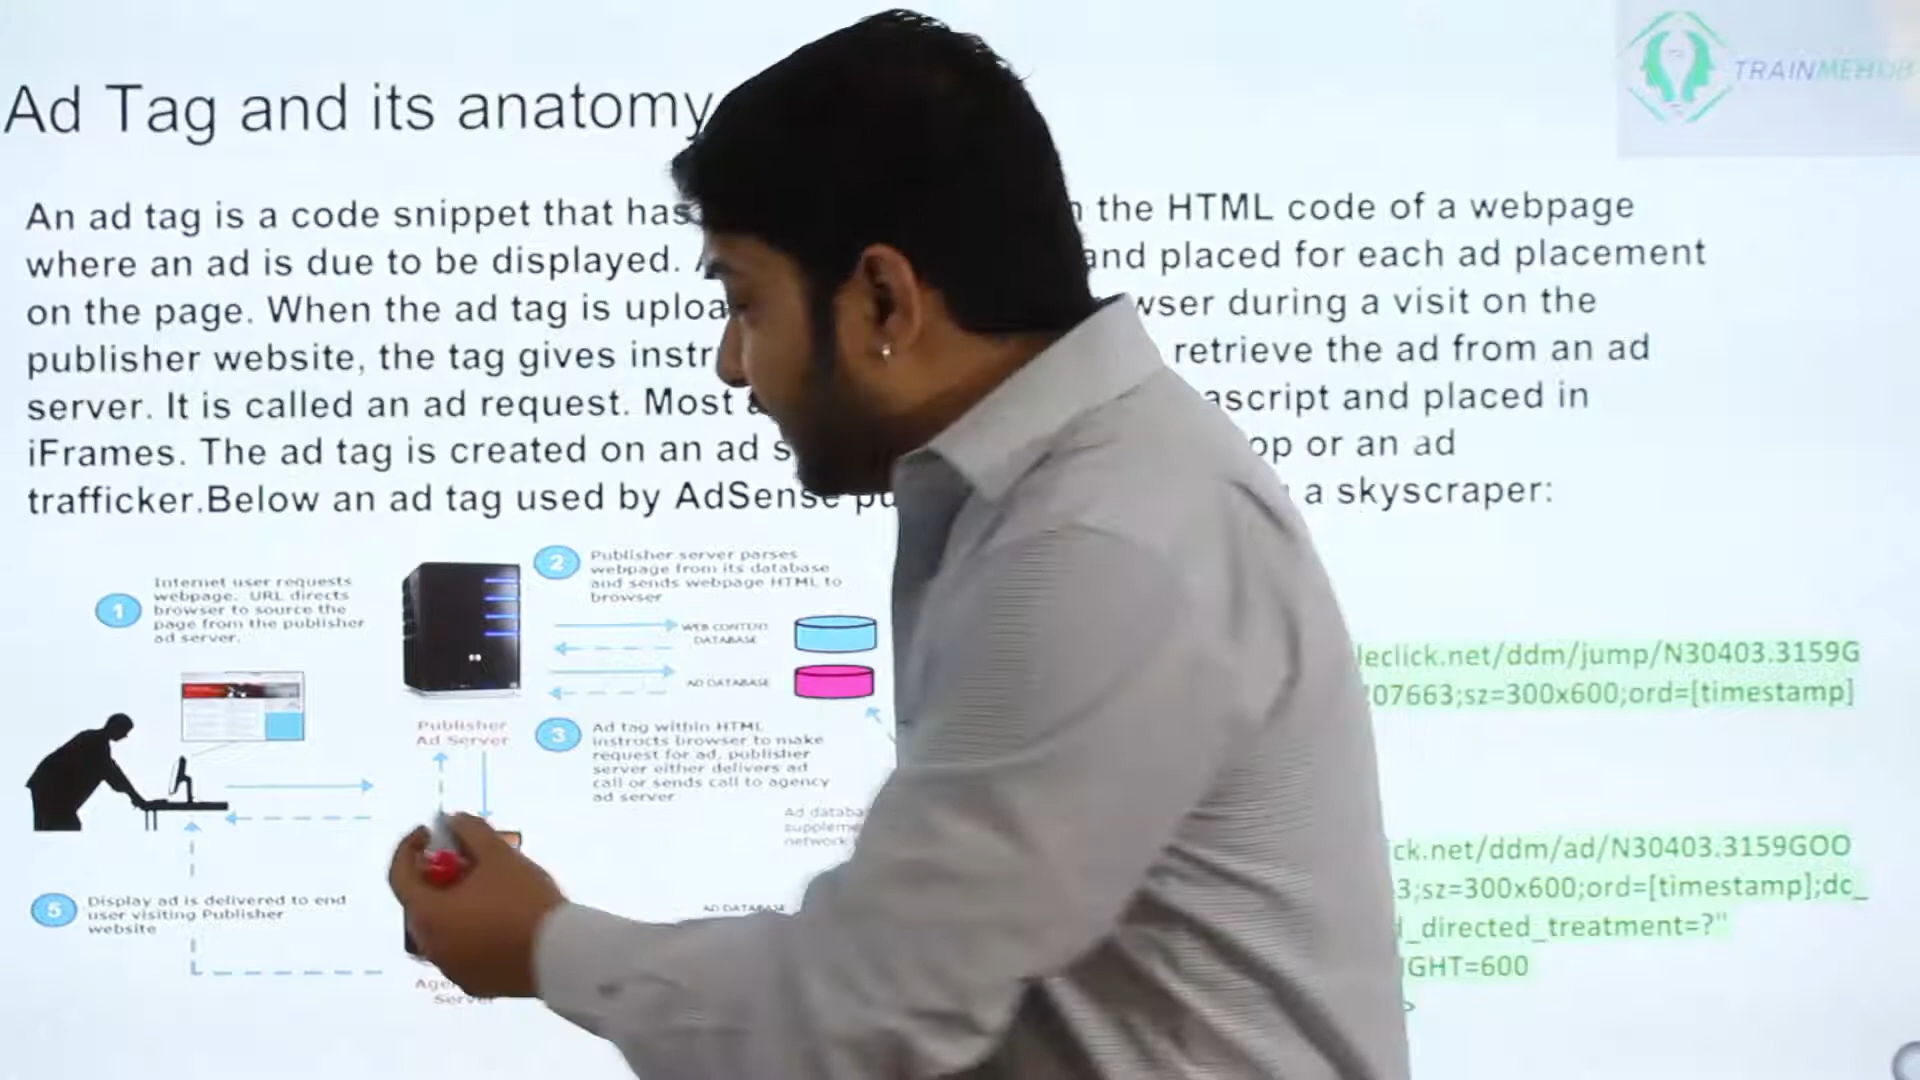 Ad Tag and its anatomy
TRAINMEHUB
An ad tag is a code snippet that has the HTML code of a webpage
where an ad is due to be displayed. and placed for each ad placement
on the page. When the ad tag is during a visit on the
publisher website, the tag gives retrieve the ad from an ad
server. It is called an ad request. Most and placed in
iFrames. The ad tag is created on an ad or an ad
trafficker.Below an ad tag used by AdSense a skyscraper:
1
Internet user requests
webpage. URL directs
browser to source the
page from the publisher
ad server.
2
Publisher server parses
webpage from its database
and sends webpage HTML to
browser
WEB CONTENT
DATABASE
AD DATABASE
Publisher
Ad Server
3
Ad tag within HTML
instructs browser to make
request for ad, publisher
server either delivers ad
call or sends call to agency
ad server
Ad
network
AD DATABASE
5
Display ad is delivered to end
user visiting Publisher
website
Server
leclick.net/ddm/jump/N30403.3159G
07663;sz=300x600;ord=[timestamp]
ck.net/ddm/ad/N30403.3159GOO
3;sz=300x600;ord=[timestamp];dc_
_directed_treatment=?"
GHT=600
>